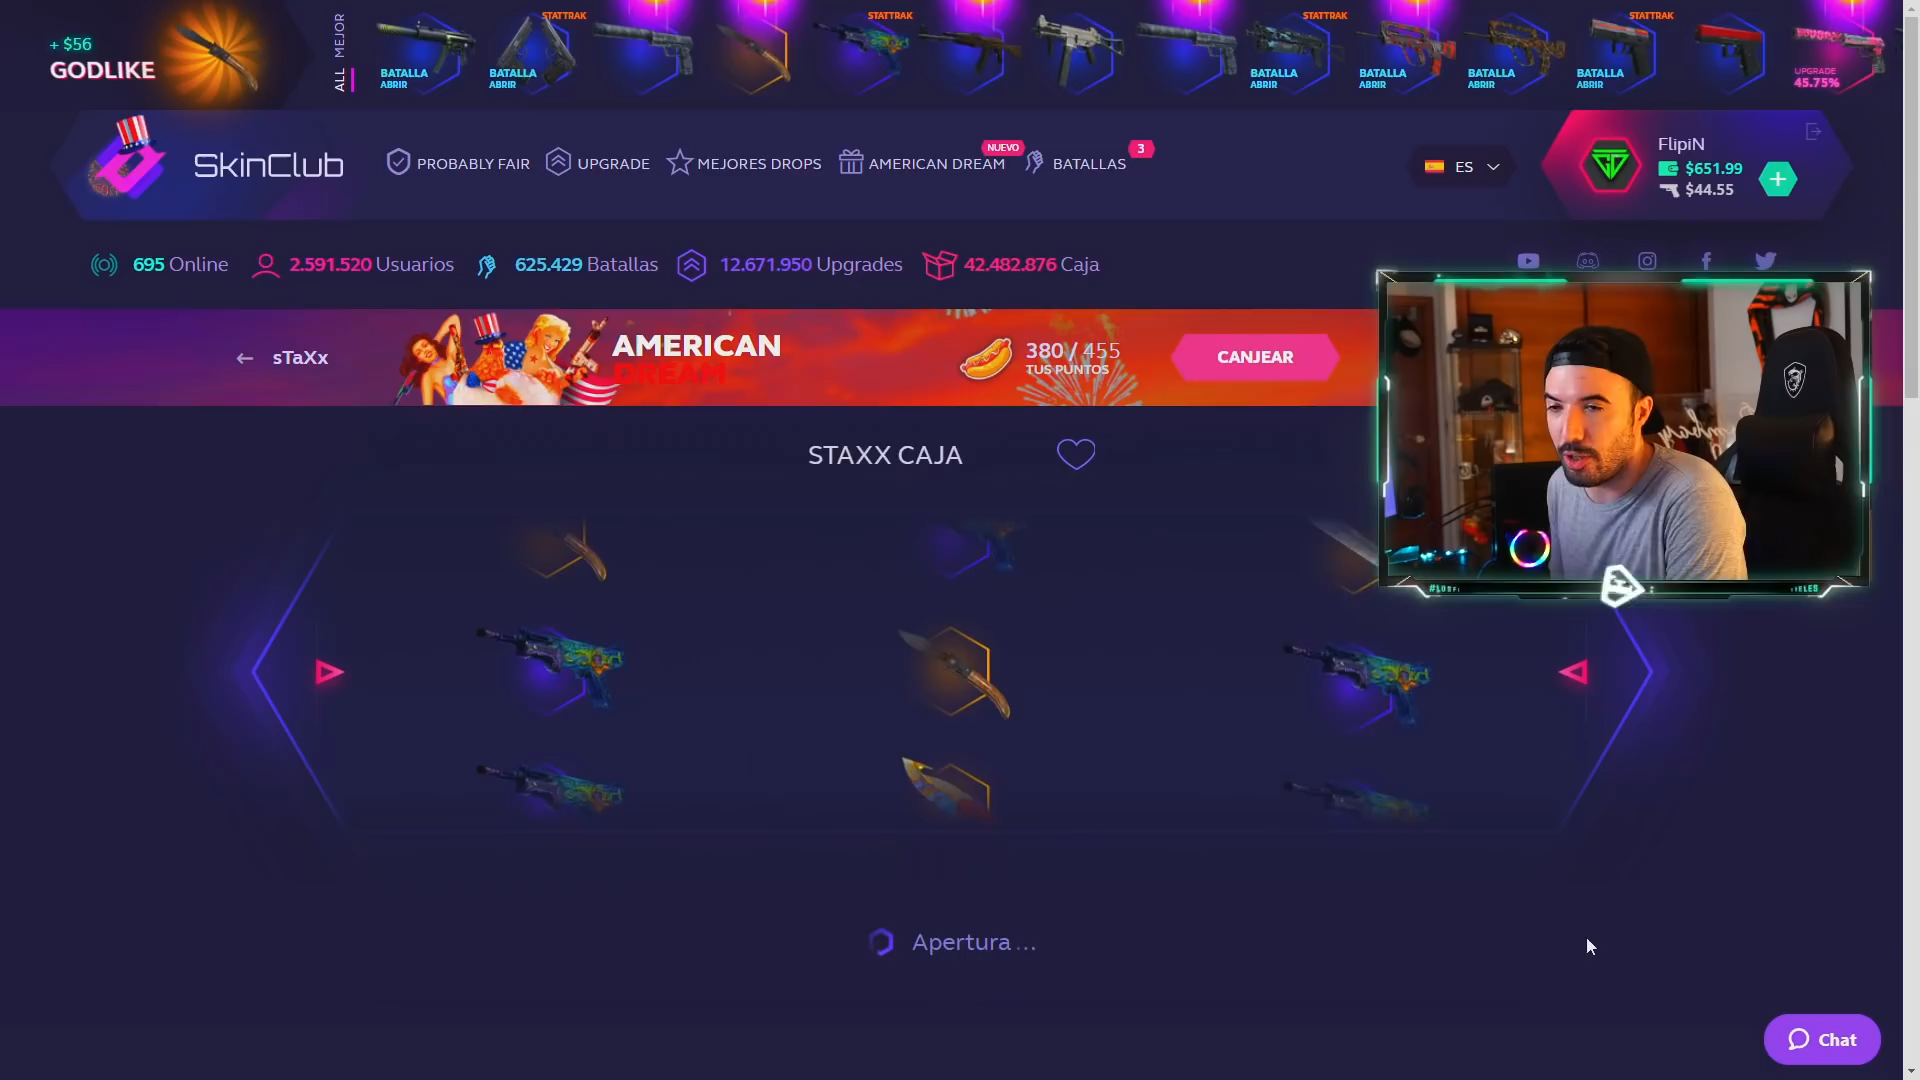 + $56
GODLIKE
ALL MEJOR
BATALLA
ABRIR
STATTRAK
BATALLA
ABRIR
STATTRAK
STATTRAK
BATALLA
ABRIR
BATALLA
ABRIR
BATALLA
ABRIR
STATTRAK
BATALLA
ABRIR
UPGRADE
45.75%
SKINCLUB
PROBABLY FAIR
UPGRADE
MEJORES DROPS
AMERICAN DREAM
NUEVO
BATALLAS
3
ES
FlipiN
$651.99
$44.55
695 Online
2.591.520 Usuarios
625.429 Batallas
12.671.950 Upgrades
42.482.876 Caja
sTaXx
AMERICAN
DREAM
380 / 455
TUS PUNTOS
CANJEAR
STAXX CAJA
Apertura...
Chat